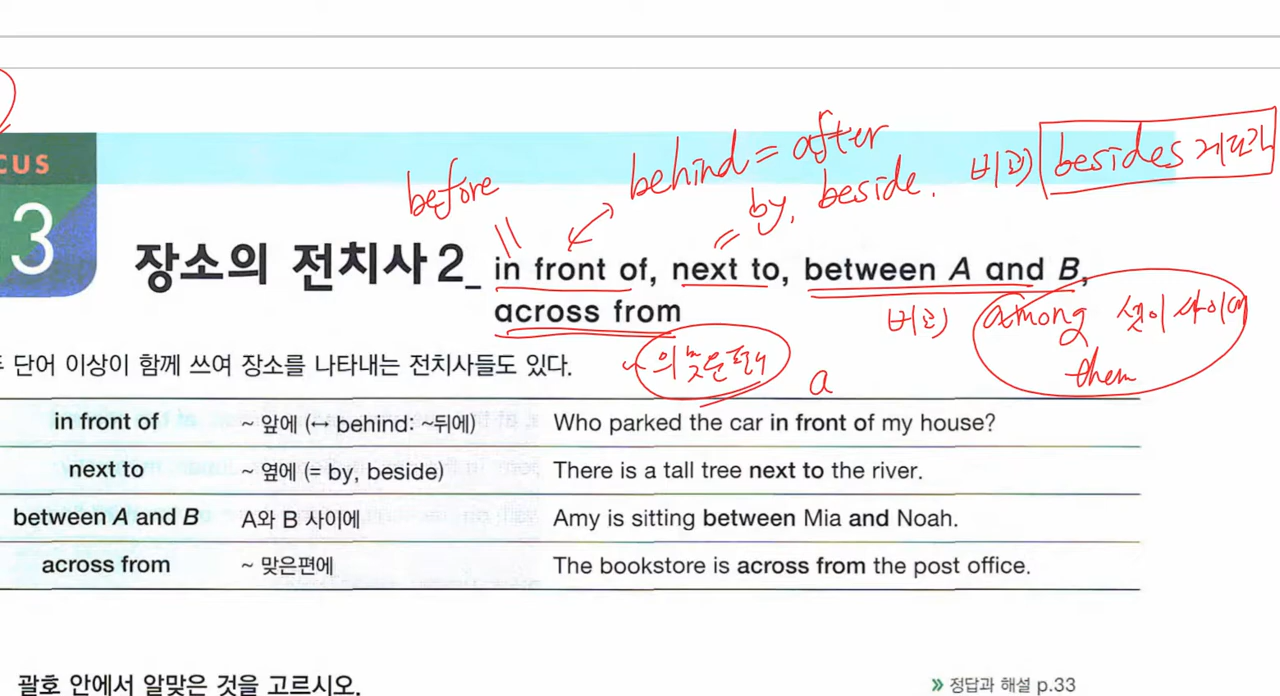 behind = after
비교) besides 게다가
before
by, beside.
=
CUS
3
장소의 전치사 2_ in front of, next to, between A and B,
across from
비교) among 셋이 사이에
them
~의 맞은편에
a
단어 이상이 함께 쓰여 장소를 나타내는 전치사들도 있다.
in front of ~ 앞에 (↔ behind: ~뒤에) Who parked the car in front of my house?
next to ~ 옆에 (= by, beside) There is a tall tree next to the river.
between A and B A와 B 사이에 Amy is sitting between Mia and Noah.
across from ~ 맞은편에 The bookstore is across from the post office.
괄호 안에서 알맞은 것을 고르시오.
» 정답과 해설 p.33